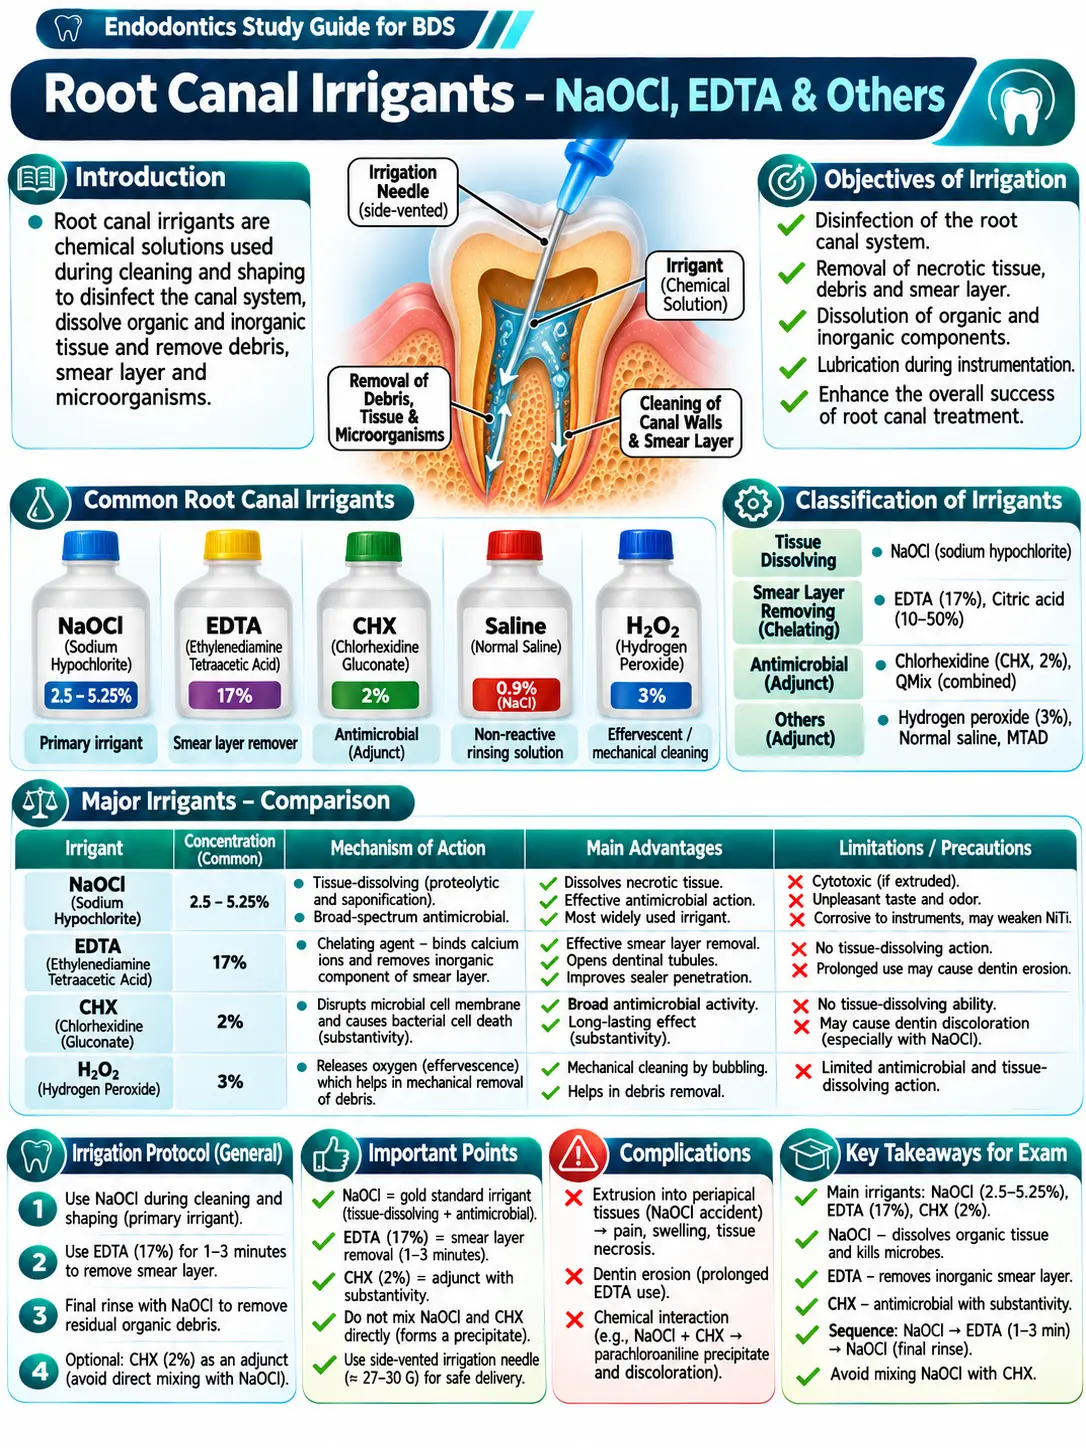 Endodontics Study Guide for BDS
Root Canal Irrigants – NaOCl, EDTA & Others
Introduction
Root canal irrigants are
chemical solutions used
during cleaning and shaping
to disinfect the canal system,
dissolve organic and inorganic
tissue and remove debris,
smear layer and
microorganisms.
Irrigation
Needle
(side-vented)
Irrigant
(Chemical
Solution)
Removal of
Debris,
Tissue &
Microorganisms
Cleaning of
Canal Walls
& Smear Layer
Objectives of Irrigation
Disinfection of the root
canal system.
Removal of necrotic tissue,
debris and smear layer.
Dissolution of organic and
inorganic components.
Lubrication during instrumentation.
Enhance the overall success
of root canal treatment.
Common Root Canal Irrigants
NaOCl
(Sodium
Hypochlorite)
2.5 – 5.25%
Primary irrigant
EDTA
(Ethylenediamine
Tetraacetic Acid)
17%
Smear layer remover
CHX
(Chlorhexidine
Gluconate)
2%
Antimicrobial
(Adjunct)
Saline
(Normal Saline)
0.9%
(NaCl)
Non-reactive
rinsing solution
H₂O₂
(Hydrogen
Peroxide)
3%
Effervescent /
mechanical cleaning
Classification of Irrigants
Tissue
Dissolving
NaOCl (sodium hypochlorite)
Smear Layer
Removing
(Chelating)
EDTA (17%), Citric acid
(10–50%)
Antimicrobial
(Adjunct)
Chlorhexidine (CHX, 2%),
QMix (combined)
Others
(Adjunct)
Hydrogen peroxide (3%),
Normal saline, MTAD
Major Irrigants – Comparison
Irrigant
Concentration
(Common)
Mechanism of Action
Main Advantages
Limitations / Precautions
NaOCl
(Sodium
Hypochlorite)
2.5 – 5.25%
Tissue-dissolving (proteolytic
and saponification).
Broad-spectrum antimicrobial.
Dissolves necrotic tissue.
Effective antimicrobial action.
Most widely used irrigant.
Cytotoxic (if extruded).
Unpleasant taste and odor.
Corrosive to instruments, may weaken NiTi.
EDTA
(Ethylenediamine
Tetraacetic Acid)
17%
Chelating agent – binds calcium
ions and removes inorganic
component of smear layer.
Effective smear layer removal.
Opens dentinal tubules.
Improves sealer penetration.
No tissue-dissolving action.
Prolonged use may cause dentin erosion.
CHX
(Chlorhexidine
(Gluconate)
2%
Disrupts microbial cell membrane
and causes bacterial cell death
(substantivity).
Broad antimicrobial activity.
Long-lasting effect
(substantivity).
No tissue-dissolving ability.
May cause dentin discoloration
(especially with NaOCl).
H₂O₂
(Hydrogen Peroxide)
3%
Releases oxygen (effervescence)
which helps in mechanical removal
of debris.
Mechanical cleaning by bubbling.
Helps in debris removal.
Limited antimicrobial and tissue-
dissolving action.
Irrigation Protocol (General)
1
Use NaOCl during cleaning and
shaping (primary irrigant).
2
Use EDTA (17%) for 1–3 minutes
to remove smear layer.
3
Final rinse with NaOCl to remove
residual organic debris.
4
Optional: CHX (2%) as an adjunct
(avoid direct mixing with NaOCl).
Important Points
NaOCl = gold standard irrigant
(tissue-dissolving + antimicrobial).
EDTA (17%) = smear layer
removal (1–3 minutes).
CHX (2%) = adjunct with
substantivity.
Do not mix NaOCl and CHX
directly (forms a precipitate).
Use side-vented irrigation needle
(≈ 27–30 G) for safe delivery.
Complications
Extrusion into periapical
tissues (NaOCl accident)
→ pain, swelling, tissue
necrosis.
Dentin erosion (prolonged
EDTA use).
Chemical interaction
(e.g., NaOCl + CHX →
parachloroaniline precipitate
and discoloration).
Key Takeaways for Exam
Main irrigants: NaOCl (2.5–5.25%),
EDTA (17%), CHX (2%).
NaOCl – dissolves organic tissue
and kills microbes.
EDTA – removes inorganic smear layer.
CHX – antimicrobial with substantivity.
Sequence: NaOCl → EDTA (1–3 min)
→ NaOCl (final rinse).
Avoid mixing NaOCl with CHX.